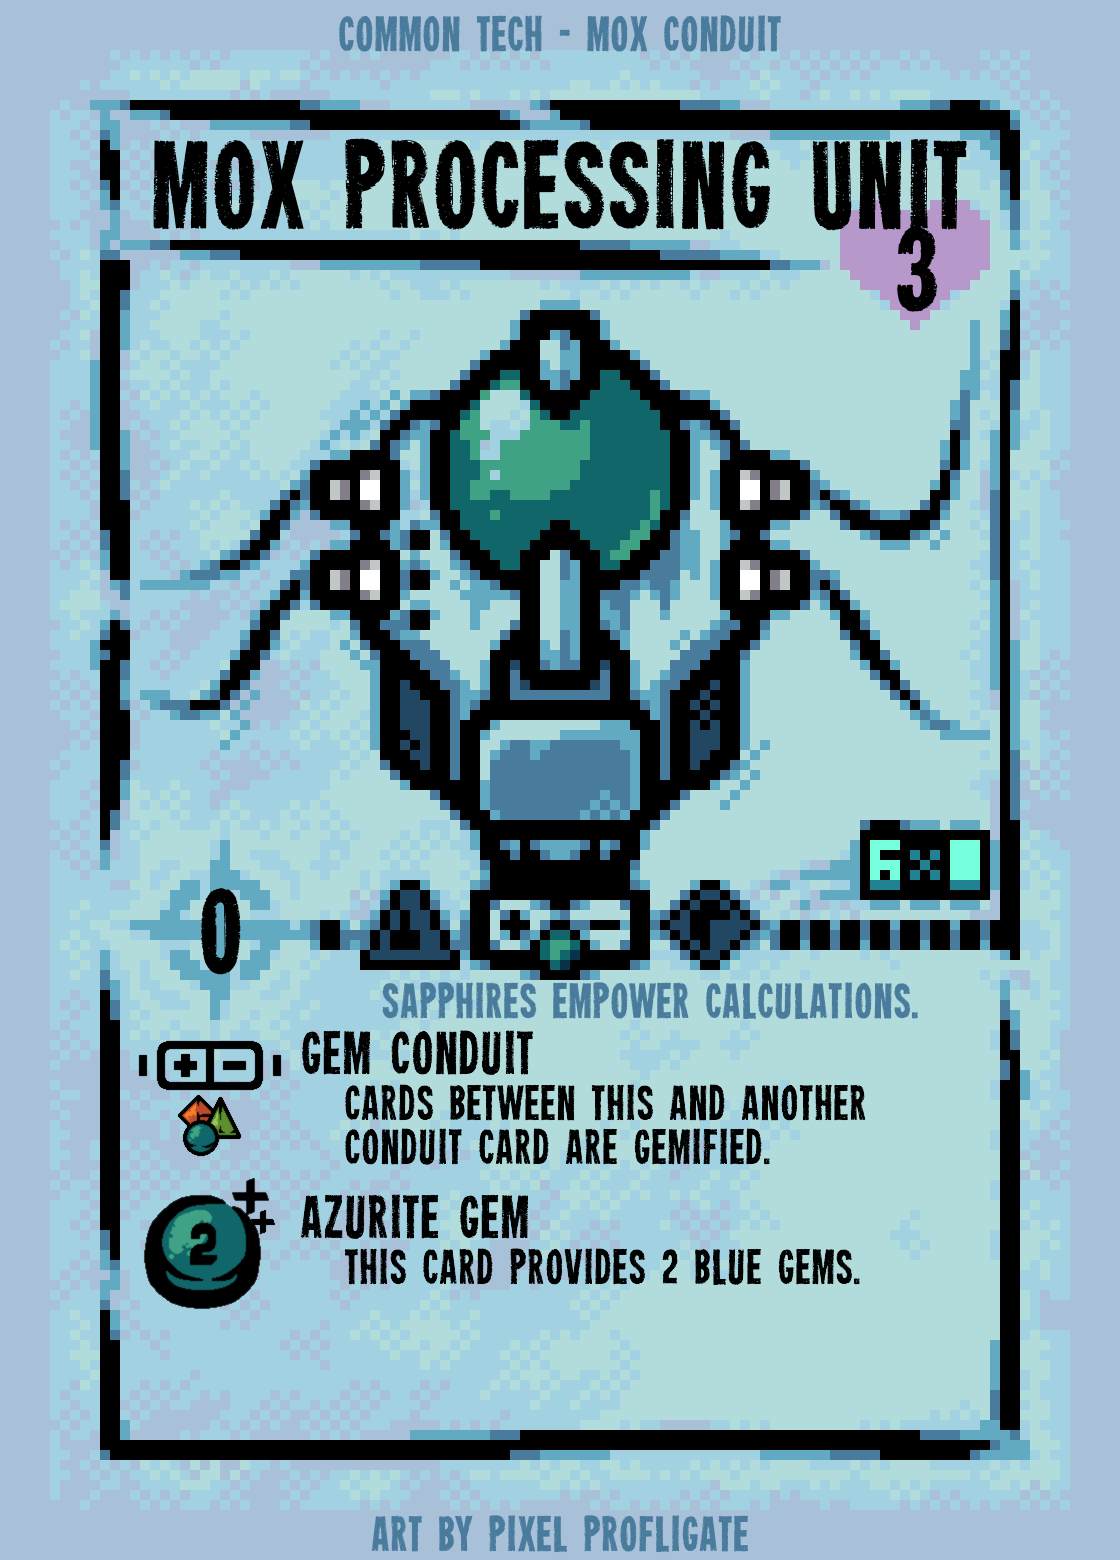 COMMON TECH - MOX CONDUIT
MOX PROCESSING UNIT
3
6×
0
SAPPHIRES EMPOWER CALCULATIONS.
GEM CONDUIT
CARDS BETWEEN THIS AND ANOTHER
CONDUIT CARD ARE GEMIFIED.
2
AZURITE GEM
THIS CARD PROVIDES 2 BLUE GEMS.
ART BY PIXEL PROFLIGATE